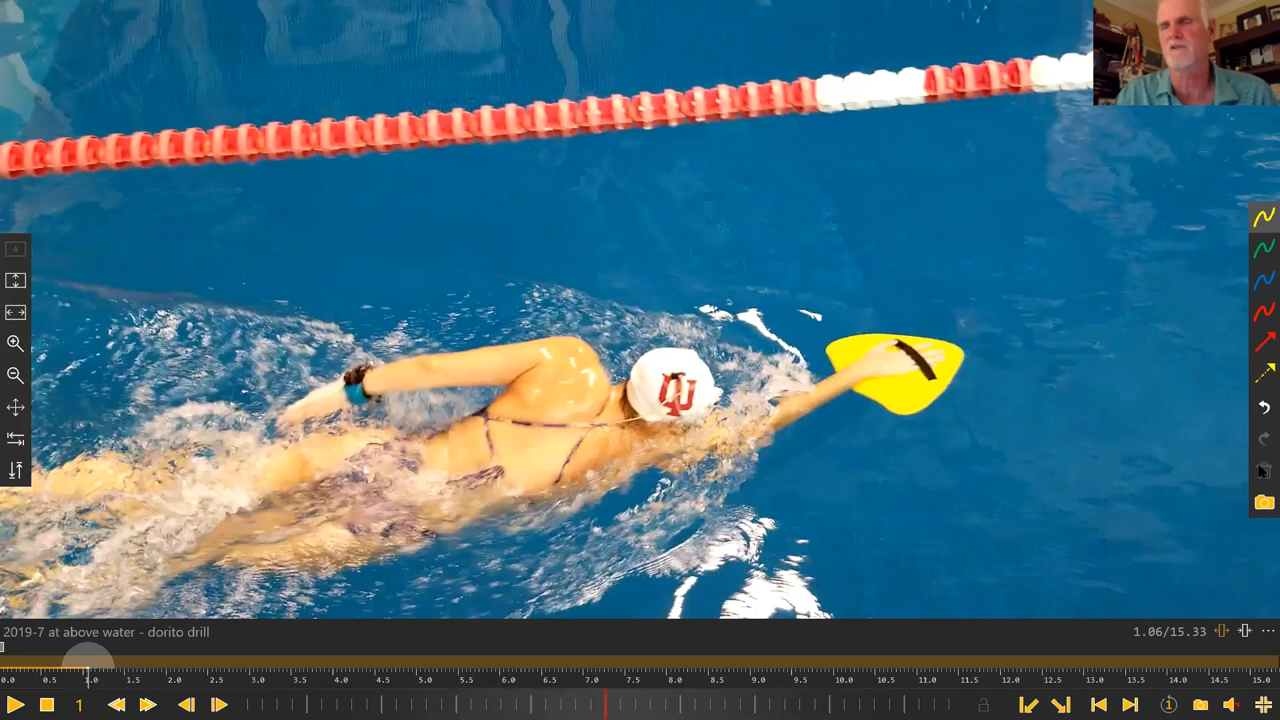 IU
2019-7 at above water - dorito drill
1.06/15.33
0.0 0.5 1.0 1.5 2.0 2.5 3.0 3.5 4.0 4.5 5.0 5.5 6.0 6.5 7.0 7.5 8.0 8.5 9.0 9.5 10.0 10.5 11.0 11.5 12.0 12.5 13.0 13.5 14.0 14.5 15.0
1
1